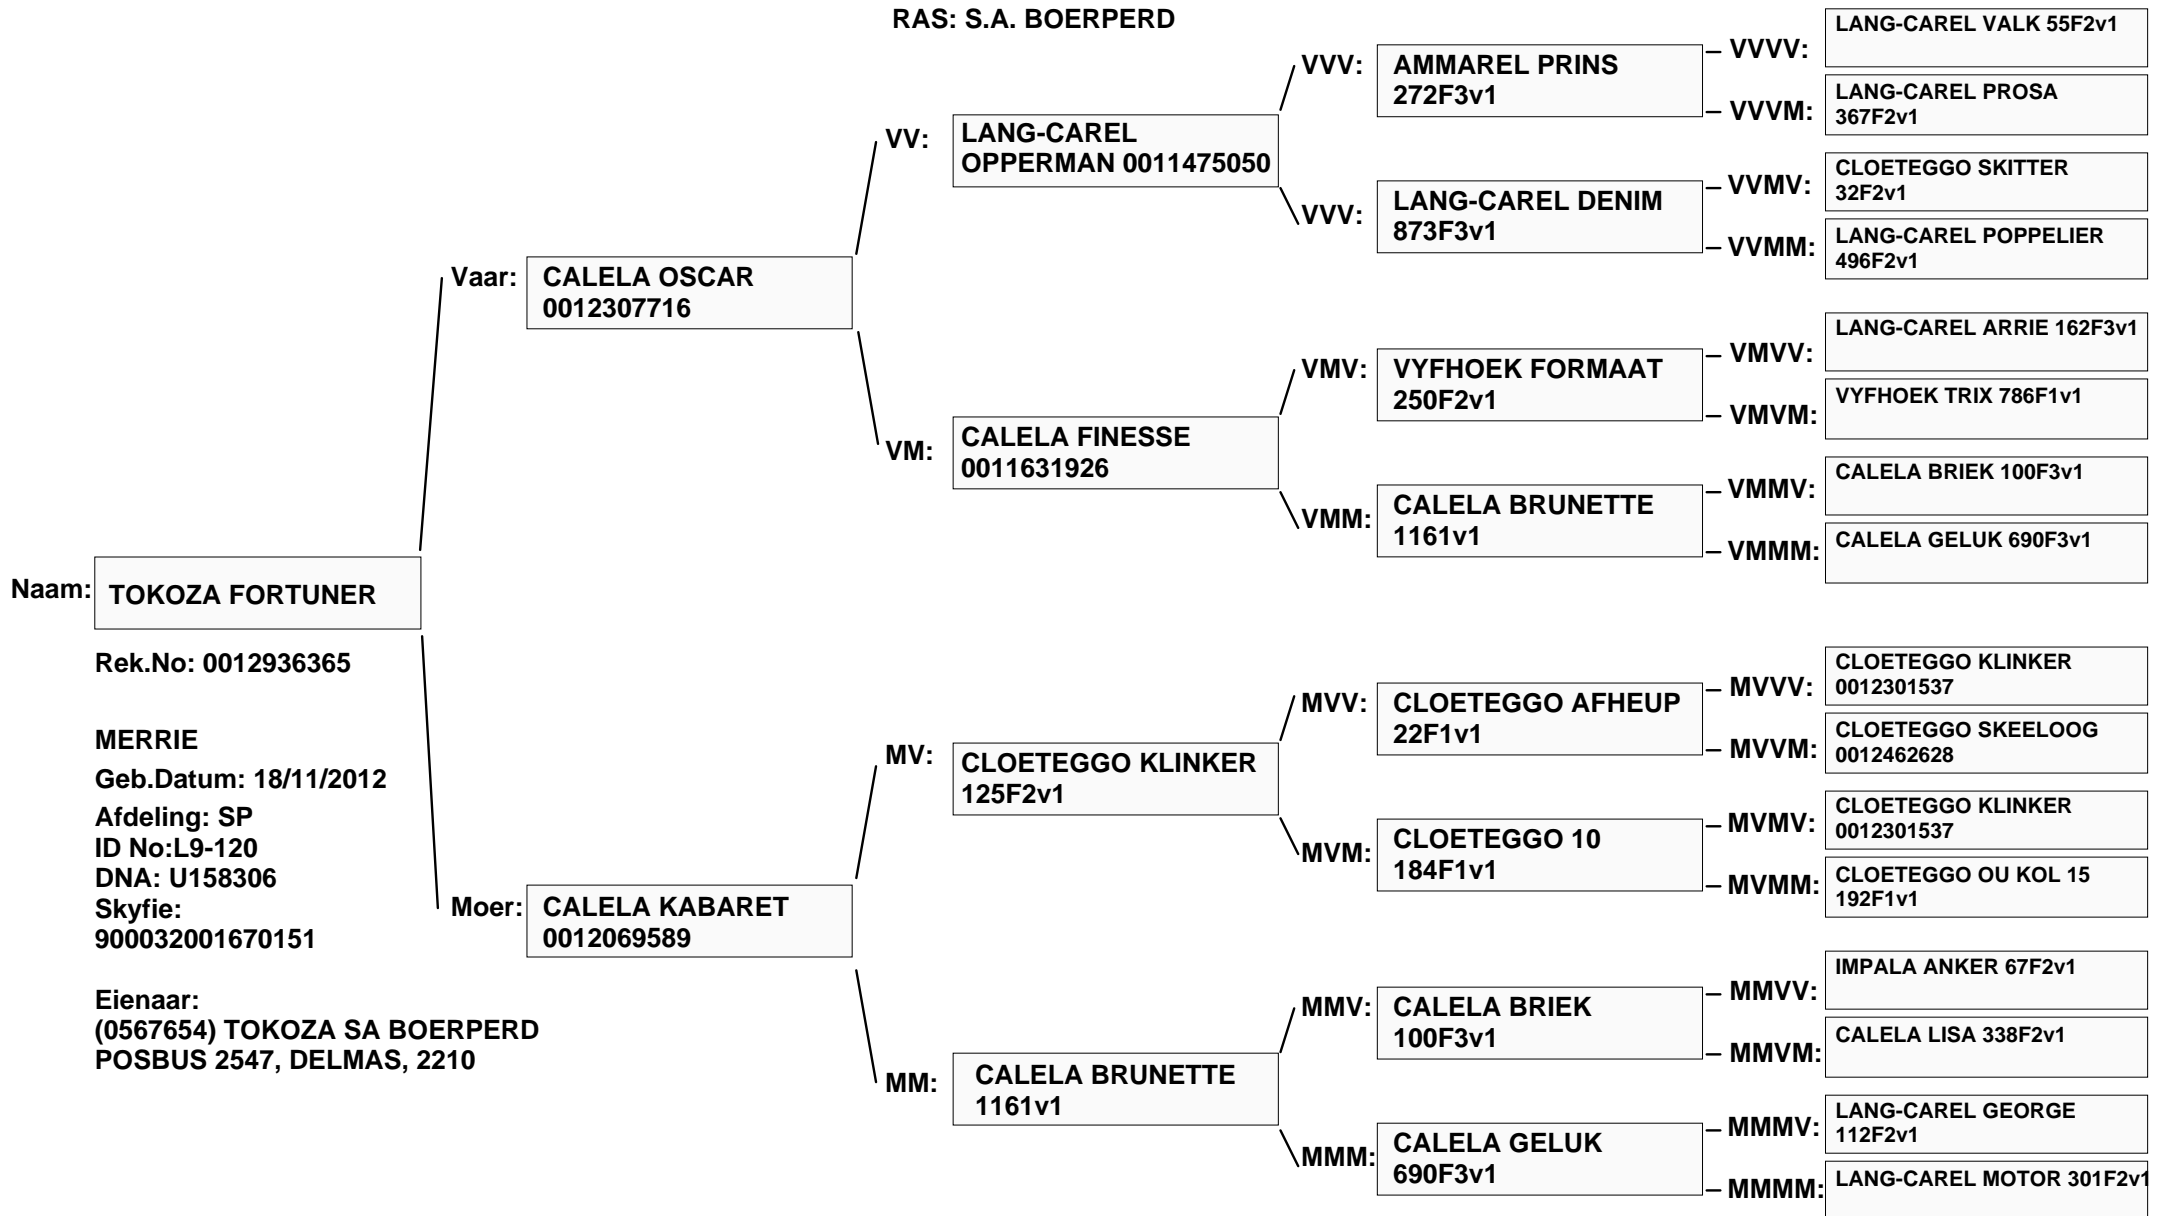 RAS: S.A. BOERPERD
Naam:
TOKOZA FORTUNER
Rek.No: 0012936365
MERRIE
Geb.Datum: 18/11/2012
Afdeling: SP
ID No:L9-120
DNA: U158306
Skyfie:
900032001670151
Eienaar:
(0567654) TOKOZA SA BOERPERD
POSBUS 2547, DELMAS, 2210
Vaar:
CALELA OSCAR
0012307716
Moer:
CALELA KABARET
0012069589
VV:
LANG-CAREL
OPPERMAN 0011475050
VM:
CALELA FINESSE
0011631926
MV:
CLOETEGGO KLINKER
125F2v1
MM:
CALELA BRUNETTE
1161v1
VVV:
AMMAREL PRINS
272F3v1
VVV:
LANG-CAREL DENIM
873F3v1
VMV:
VYFHOEK FORMAAT
250F2v1
VMM:
CALELA BRUNETTE
1161v1
MVV:
CLOETEGGO AFHEUP
22F1v1
MVM:
CLOETEGGO 10
184F1v1
MMV:
CALELA BRIEK
100F3v1
MMM:
CALELA GELUK
690F3v1
VVVV:
LANG-CAREL VALK 55F2v1
VVVM:
LANG-CAREL PROSA
367F2v1
VVMV:
CLOETEGGO SKITTER
32F2v1
VVMM:
LANG-CAREL POPPELIER
496F2v1
VMVV:
LANG-CAREL ARRIE 162F3v1
VMVM:
VYFHOEK TRIX 786F1v1
VMMV:
CALELA BRIEK 100F3v1
VMMM:
CALELA GELUK 690F3v1
MVVV:
CLOETEGGO KLINKER
0012301537
MVVM:
CLOETEGGO SKEELOOG
0012462628
MVMV:
CLOETEGGO KLINKER
0012301537
MVMM:
CLOETEGGO OU KOL 15
192F1v1
MMVV:
IMPALA ANKER 67F2v1
MMVM:
CALELA LISA 338F2v1
MMMV:
LANG-CAREL GEORGE
112F2v1
MMMM:
LANG-CAREL MOTOR 301F2v1